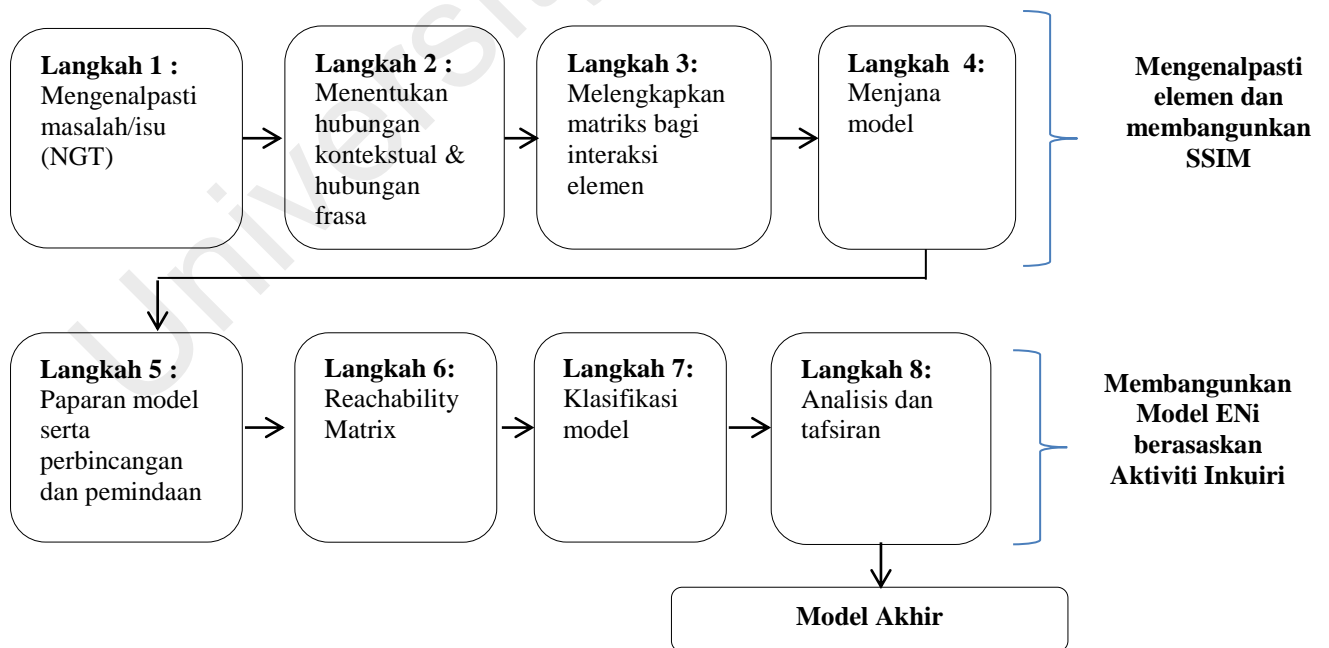 Langkah 1 :
Mengenalpasti
masalah/isu
(NGT)
Langkah 2 :
Menentukan
hubungan
kontekstual &
hubungan
frasa
Langkah 3:
Melengkapkan
matriks bagi
interaksi
elemen
Langkah 4:
Menjana
model
Mengenalpasti
elemen dan
membangunkan
SSIM
Langkah 5 :
Paparan model
serta
perbincangan
dan pemindaan
Langkah 6:
Reachability
Matrix
Langkah 7:
Klasifikasi
model
Langkah 8:
Analisis dan
tafsiran
Membangunkan
Model ENi
berasaskan
Aktiviti Inkuiri
Model Akhir